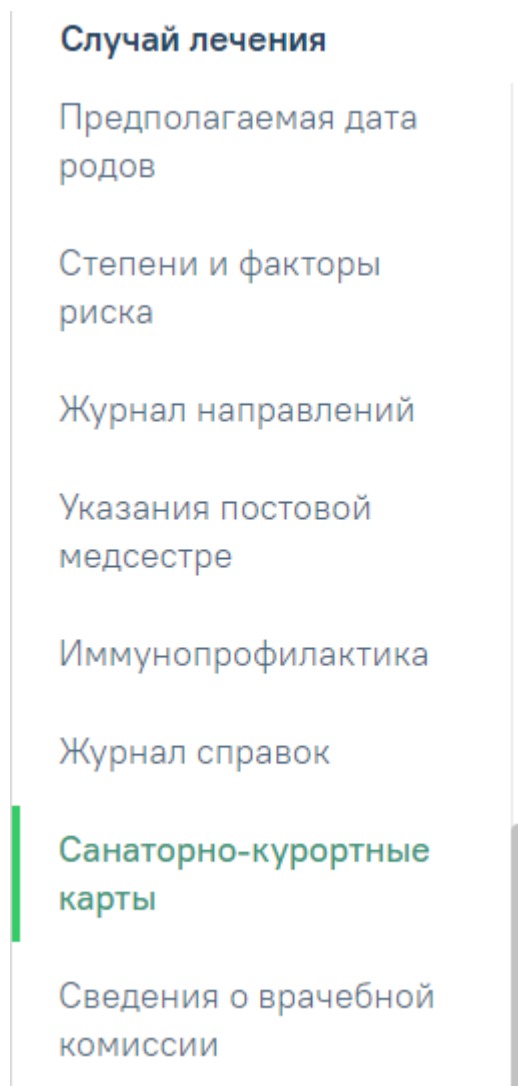 Случай лечения
Предполагаемая дата
родов
Степени и факторы
риска
Журнал направлений
Указания постовой
медсестре
Иммунопрофилактика
Журнал справок
Санаторно-курортные
карты
Сведения о врачебной
комиссии